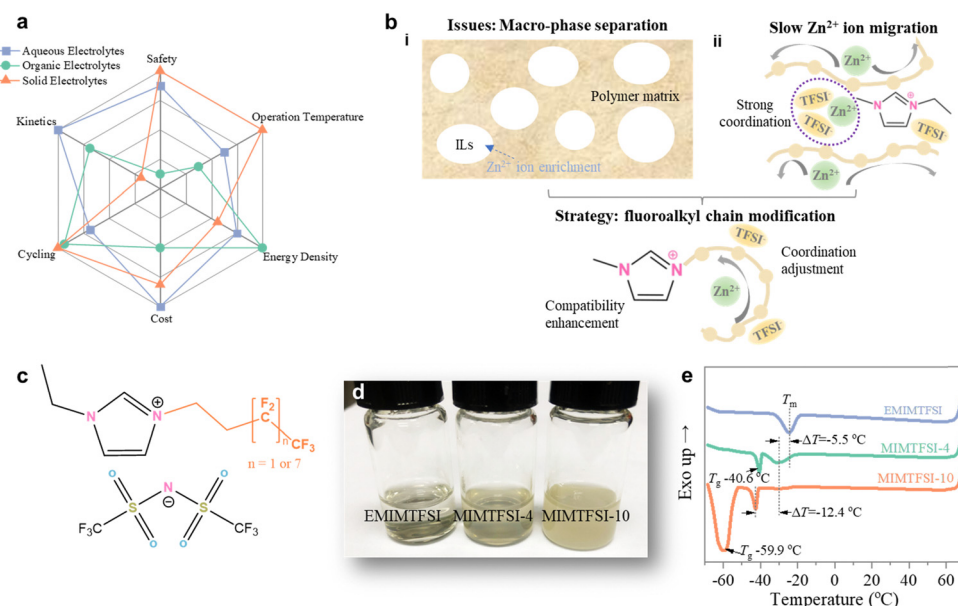 a
Aqueous Electrolytes
Organic Electrolytes
Solid Electrolytes
Safety
Operation Temperature
Energy Density
Cost
Cycling
Kinetics
b
Issues: Macro-phase separation
i
Polymer matrix
ILs
Zn2+ ion enrichment
ii
Slow Zn2+ ion migration
Zn2+
Strong
coordination
TFSI-
Zn2+
TFSI-
N
N
⊕
TFSI-
Zn2+
Strategy: fluoroalkyl chain modification
TFSI-
N
N
⊕
Zn2+
Coordination
adjustment
Compatibility
enhancement
TFSI-
c
N
N
⊕
F2
C
n
CF3
n = 1 or 7
O
O
N
⊖
S
S
F3C
CF3
O
O
d
EMIMTFSI
MIMTFSI-4
MIMTFSI-10
e
Exo up →
Tm
EMIMTFSI
ΔT=-5.5 °C
MIMTFSI-4
Tg -40.6 °C
MIMTFSI-10
ΔT=-12.4 °C
Tg -59.9 °C
-60
-40
-20
0
20
40
60
Temperature (°C)